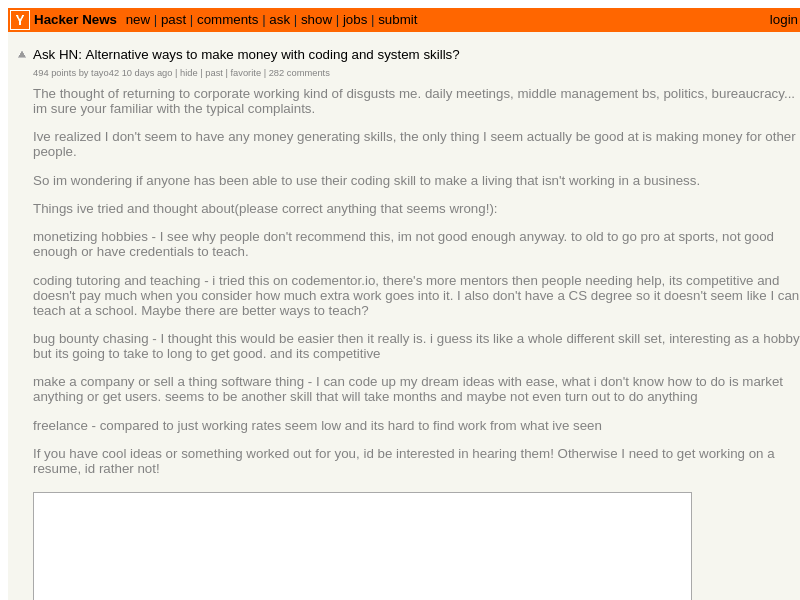 Y Hacker News new | past | comments | ask | show | jobs | submit login
Ask HN: Alternative ways to make money with coding and system skills?
494 points by tayo42 10 days ago | hide | past | favorite | 282 comments
The thought of returning to corporate working kind of disgusts me. daily meetings, middle management bs, politics, bureaucracy...
im sure your familiar with the typical complaints.
Ive realized I don't seem to have any money generating skills, the only thing I seem actually be good at is making money for other
people.
So im wondering if anyone has been able to use their coding skill to make a living that isn't working in a business.
Things ive tried and thought about(please correct anything that seems wrong!):
monetizing hobbies - I see why people don't recommend this, im not good enough anyway. to old to go pro at sports, not good
enough or have credentials to teach.
coding tutoring and teaching - i tried this on codementor.io, there's more mentors then people needing help, its competitive and
doesn't pay much when you consider how much extra work goes into it. I also don't have a CS degree so it doesn't seem like I can
teach at a school. Maybe there are better ways to teach?
bug bounty chasing - I thought this would be easier then it really is. i guess its like a whole different skill set, interesting as a hobby
but its going to take to long to get good. and its competitive
make a company or sell a thing software thing - I can code up my dream ideas with ease, what i don't know how to do is market
anything or get users. seems to be another skill that will take months and maybe not even turn out to do anything
freelance - compared to just working rates seem low and its hard to find work from what ive seen
If you have cool ideas or something worked out for you, id be interested in hearing them! Otherwise I need to get working on a
resume, id rather not!